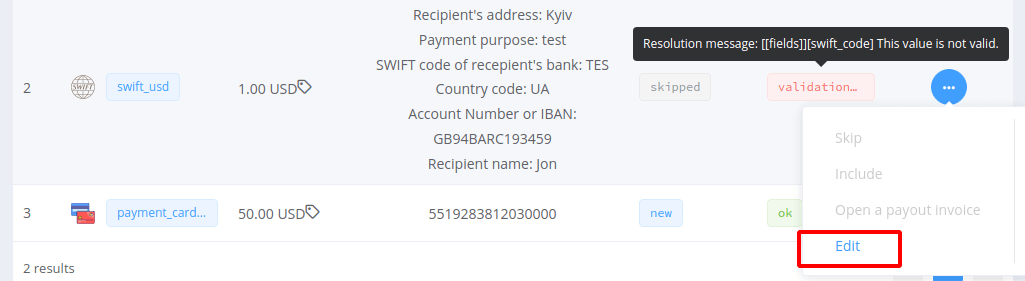 Recipient's address: Kyiv
Payment purpose: test
Resolution message: [[fields]][swift_code] This value is not valid.
SWIFT code of recepient's bank: TES
2 SWIFT swift_usd 1.00 USD Country code: UA skipped validation… ...
Account Number or IBAN:
GB94BARC193459
Recipient name: Jon
Skip
Include
Open a payout invoice
Edit
3 payment_card... 50.00 USD 5519283812030000 new ok
2 results